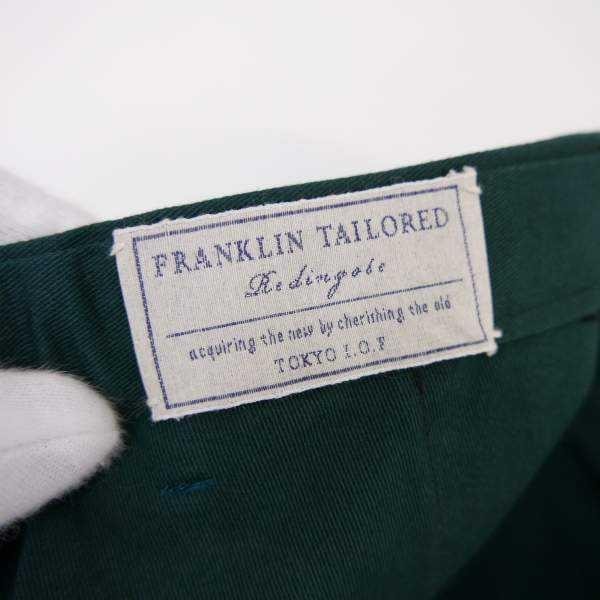 FRANKLIN TAILORED
Redingote
acquiring the new by cherishing the old
TOKYO I.O.F